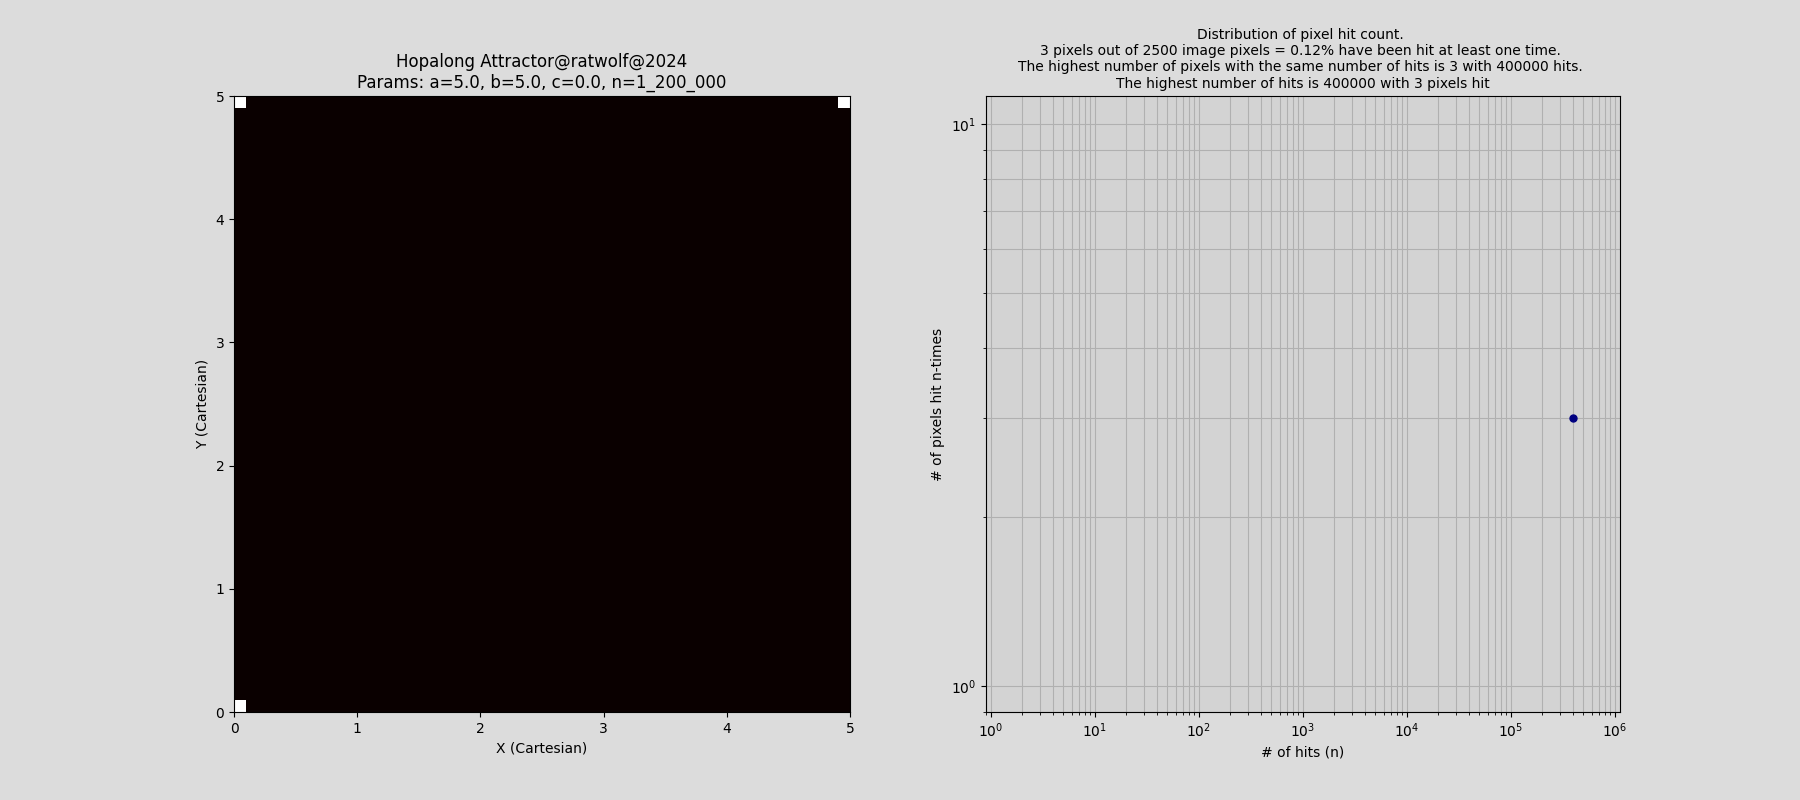 Hopalong Attractor@ratwolf@2024
Params: a=5.0, b=5.0, c=0.0, n=1_200_000
5
4
3
2
1
0
Y (Cartesian)
0 1 2 3 4 5
X (Cartesian)
Distribution of pixel hit count.
3 pixels out of 2500 image pixels = 0.12% have been hit at least one time.
The highest number of pixels with the same number of hits is 3 with 400000 hits.
The highest number of hits is 400000 with 3 pixels hit
10¹
10⁰
# of pixels hit n-times
10⁰ 10¹ 10² 10³ 10⁴ 10⁵ 10⁶
# of hits (n)